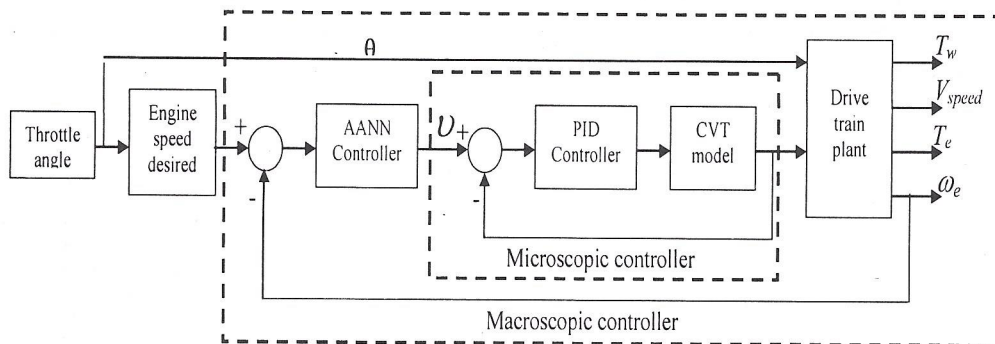 θ
Throttle
angle
Engine
speed
desired
+
-
AANN
Controller
υ+
-
PID
Controller
CVT
model
Drive
train
plant
T_w
V_speed
T_e
ω_e
Microscopic controller
Macroscopic controller